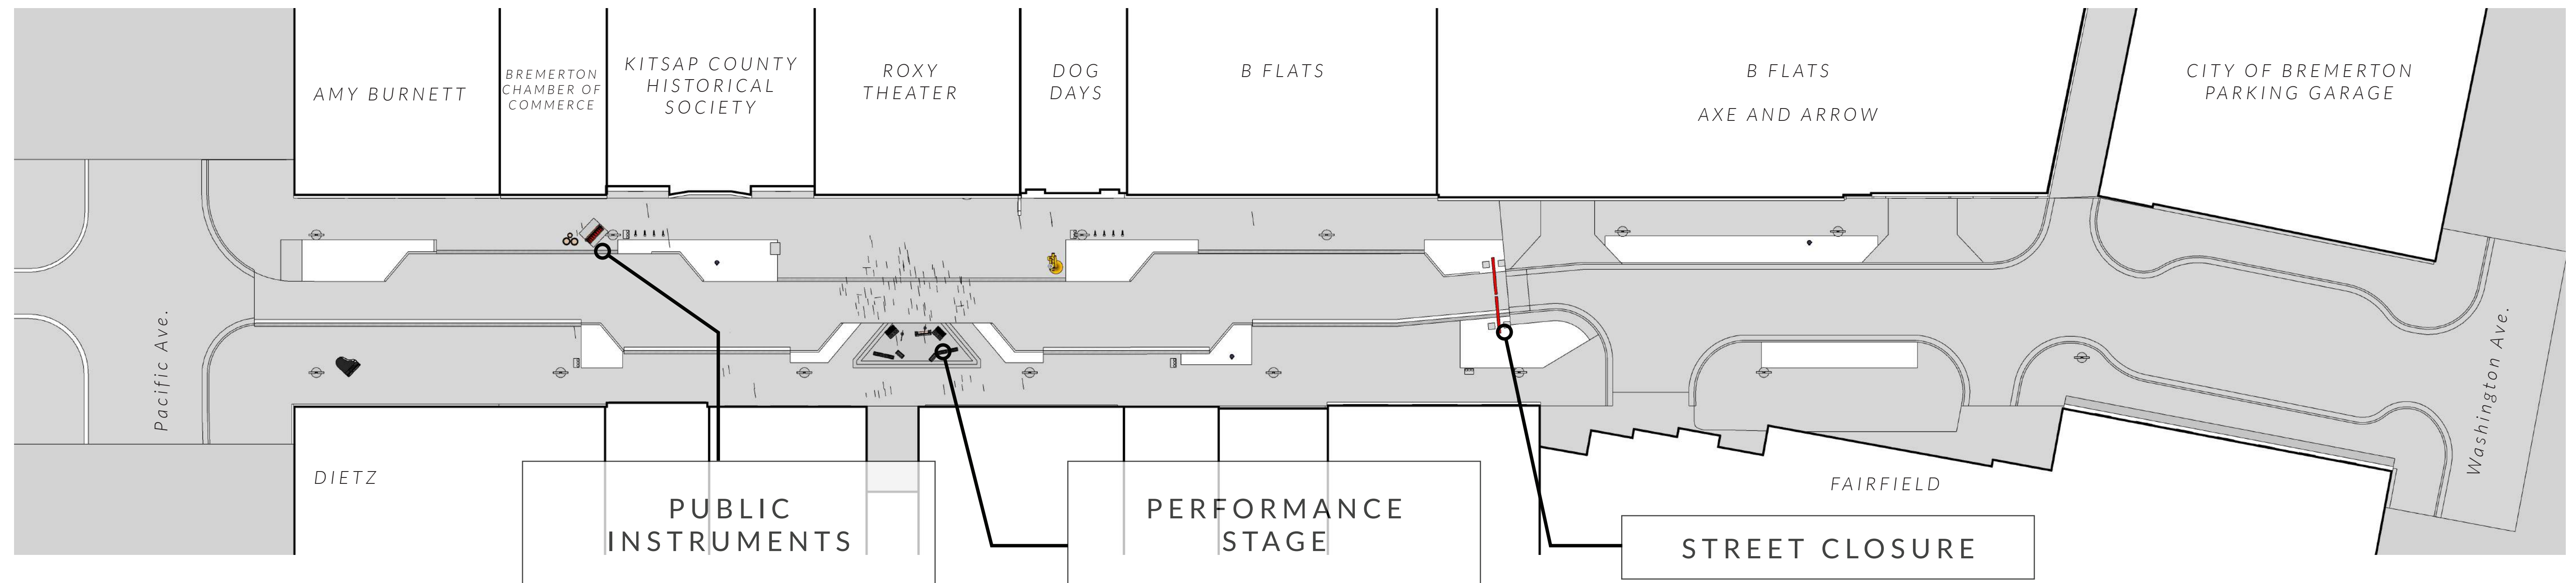 AMY BURNETT
BREMERTON
CHAMBER OF
COMMERCE
KITSAP COUNTY
HISTORICAL
SOCIETY
ROXY
THEATER
DOG
DAYS
B FLATS
B FLATS
AXE AND ARROW
CITY OF BREMERTON
PARKING GARAGE
Pacific Ave.
Washington Ave.
DIETZ
FAIRFIELD
PUBLIC
INSTRUMENTS
PERFORMANCE
STAGE
STREET CLOSURE